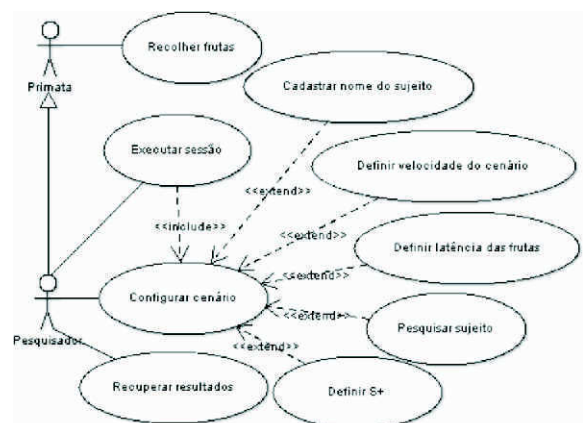 Recolher frutas
Primata
Cadastrar nome do sujeito
Executar sessão
Definir velocidade do cenário
<<extend>>
<<include>>
<<extend>>
Definir latência das frutas
<<extend>>
Configurar cenário
<<extend>>
Pesquisar sujeito
Pesquisador
<<extend>>
Recuperar resultados
Definir S+